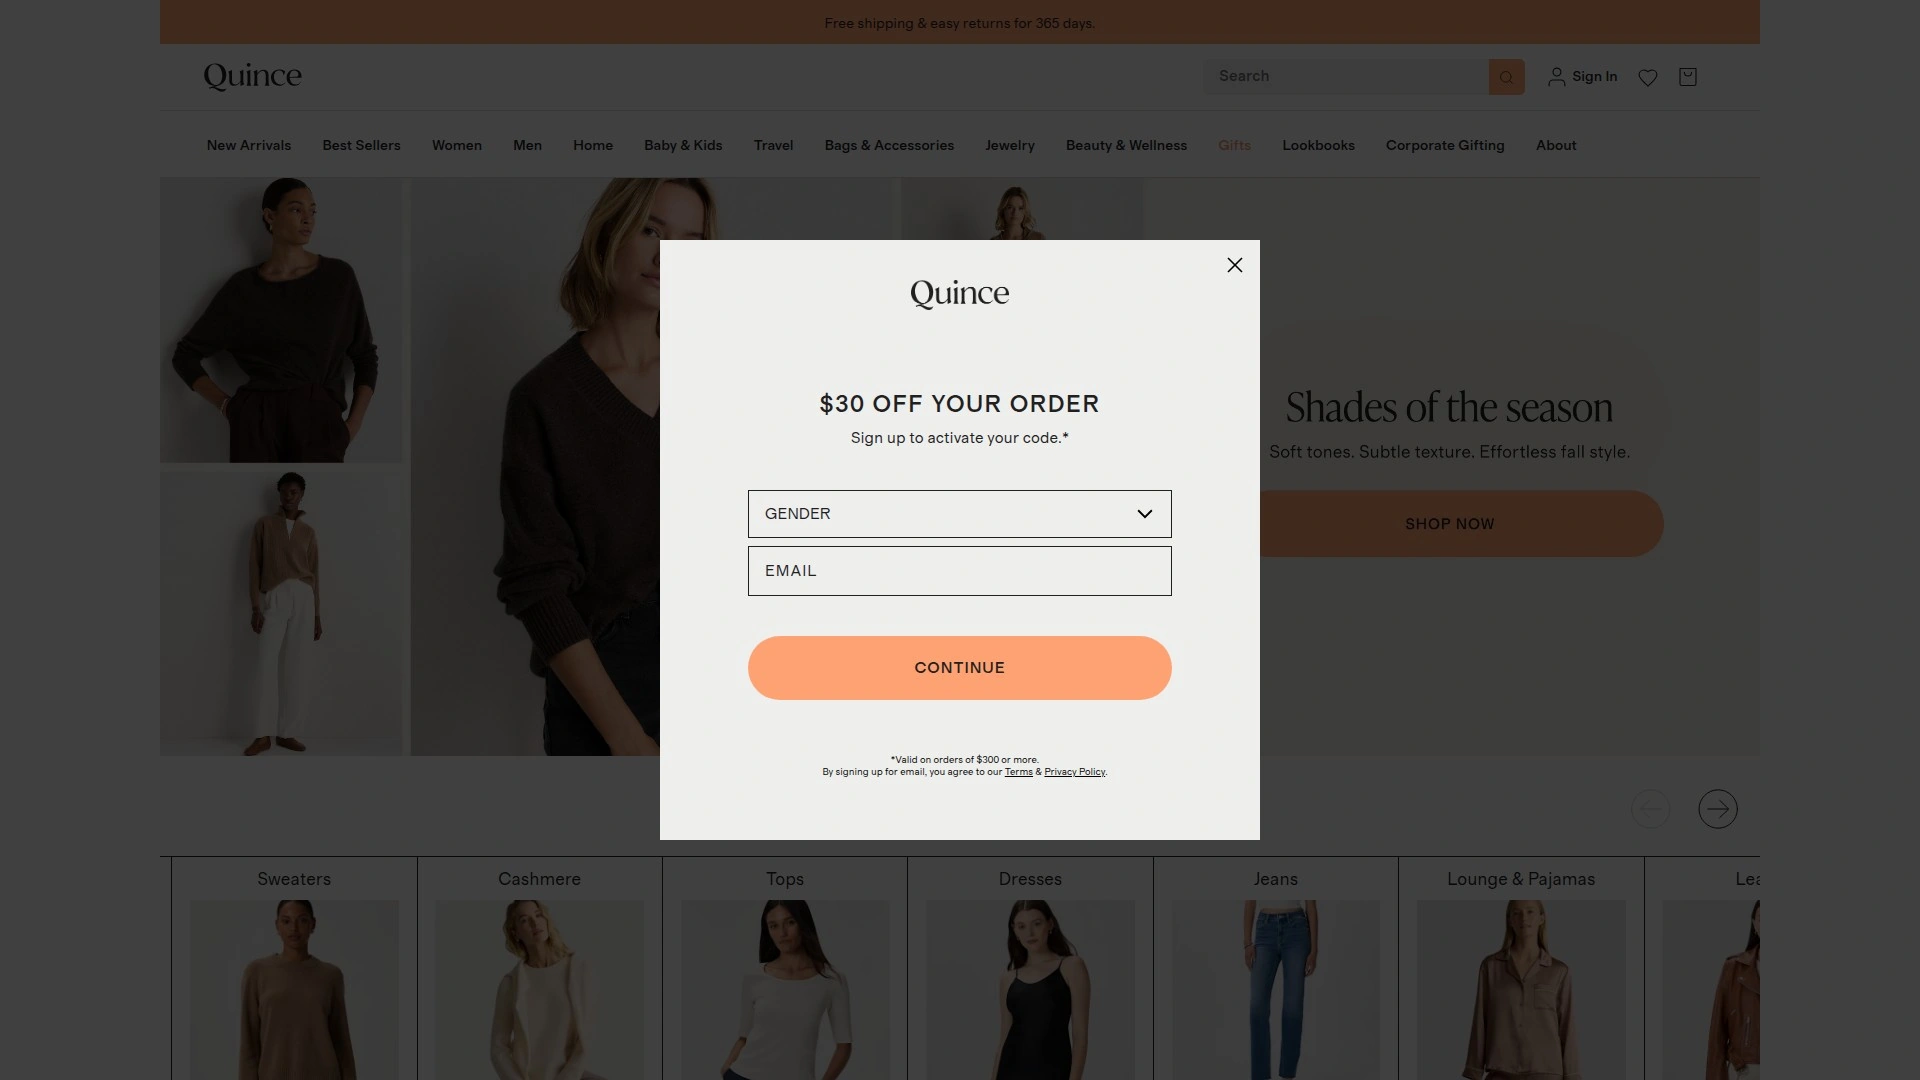 Free shipping & easy returns for 365 days.
Quince
Search
Sign In
New Arrivals
Best Sellers
Women
Men
Home
Baby & Kids
Travel
Bags & Accessories
Jewelry
Beauty & Wellness
Gifts
Lookbooks
Corporate Gifting
About
Quince
$30 OFF YOUR ORDER
Sign up to activate your code.*
GENDER
EMAIL
CONTINUE
*Valid on orders of $300 or more.
By signing up for email, you agree to our Terms & Privacy Policy.
Shades of the season
Soft tones. Subtle texture. Effortless fall style.
SHOP NOW
Sweaters
Cashmere
Tops
Dresses
Jeans
Lounge & Pajamas